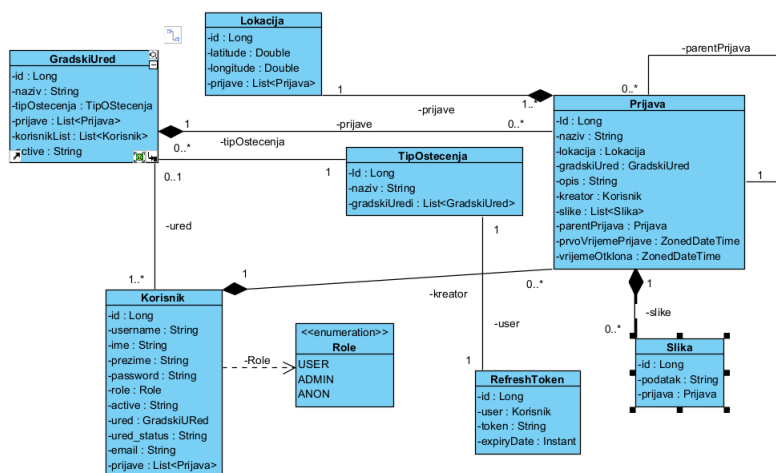 Lokacija
-id : Long
-latitude : Double
-longitude : Double
-prijave : List<Prijava>
GradskiUred
-id : Long
-naziv : String
-tipOstecenja : TipOStecenja
-prijave : List<Prijava>
-korisnikList : List<Korisnik>
-active : String
-parentPrijava
0..*
1
1..*
-prijave
1
-prijave
0..*
0..*
-tipOstecenja
1
0..1
Prijava
-Id : Long
-naziv : String
-lokacija : Lokacija
-gradskiUred : GradskiUred
-opis : String
-kreator : Korisnik
-slike : List<Slika>
-parentPrijava : Prijava
-prvoVrijemePrijave : ZonedDateTime
-vrijemeOtklona : ZonedDateTime
1
TipOstecenja
-Id : Long
-naziv : String
-gradskiUredi : List<GradskiUred>
1
-ured
1..*
1
-kreator
0..*
1
-slike
0..*
-user
1
Korisnik
-id : Long
-username : String
-ime : String
-prezime : String
-password : String
-role : Role
-active : String
-ured : GradskiURed
-ured_status : String
-email : String
-prijave : List<Prijava>
-Role
<<enumeration>>
Role
USER
ADMIN
ANON
RefreshToken
-id : Long
-user : Korisnik
-token : String
-expiryDate : Instant
Slika
-id : Long
-podatak : String
-prijava : Prijava